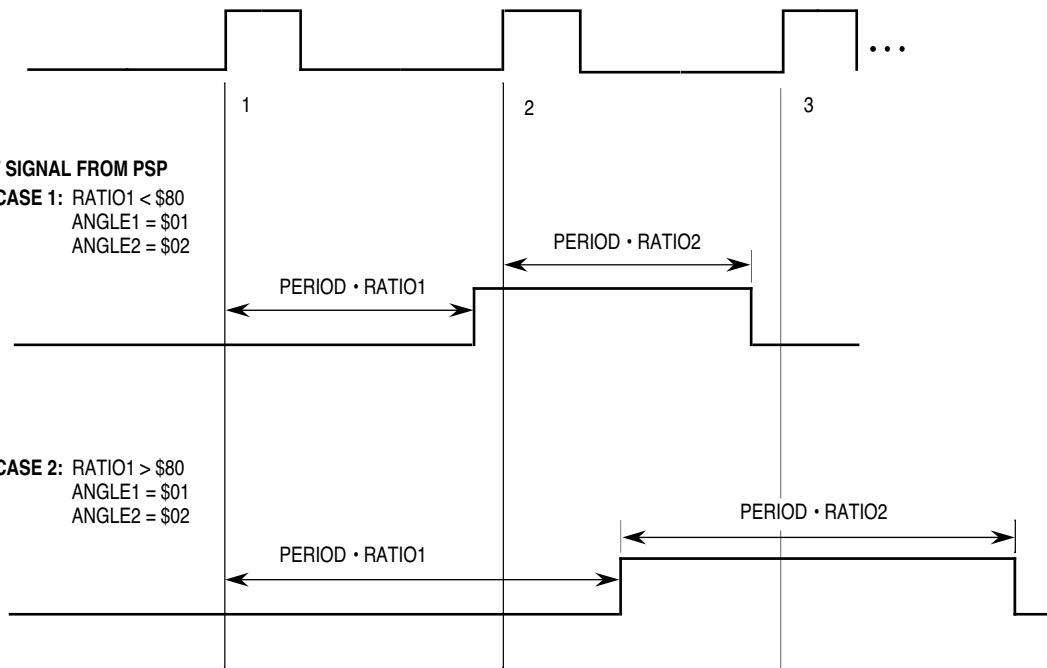 • • •
1
2
3
SIGNAL FROM PSP
CASE 1: RATIO1 < $80
ANGLE1 = $01
ANGLE2 = $02
PERIOD • RATIO2
PERIOD • RATIO1
CASE 2: RATIO1 > $80
ANGLE1 = $01
ANGLE2 = $02
PERIOD • RATIO2
PERIOD • RATIO1